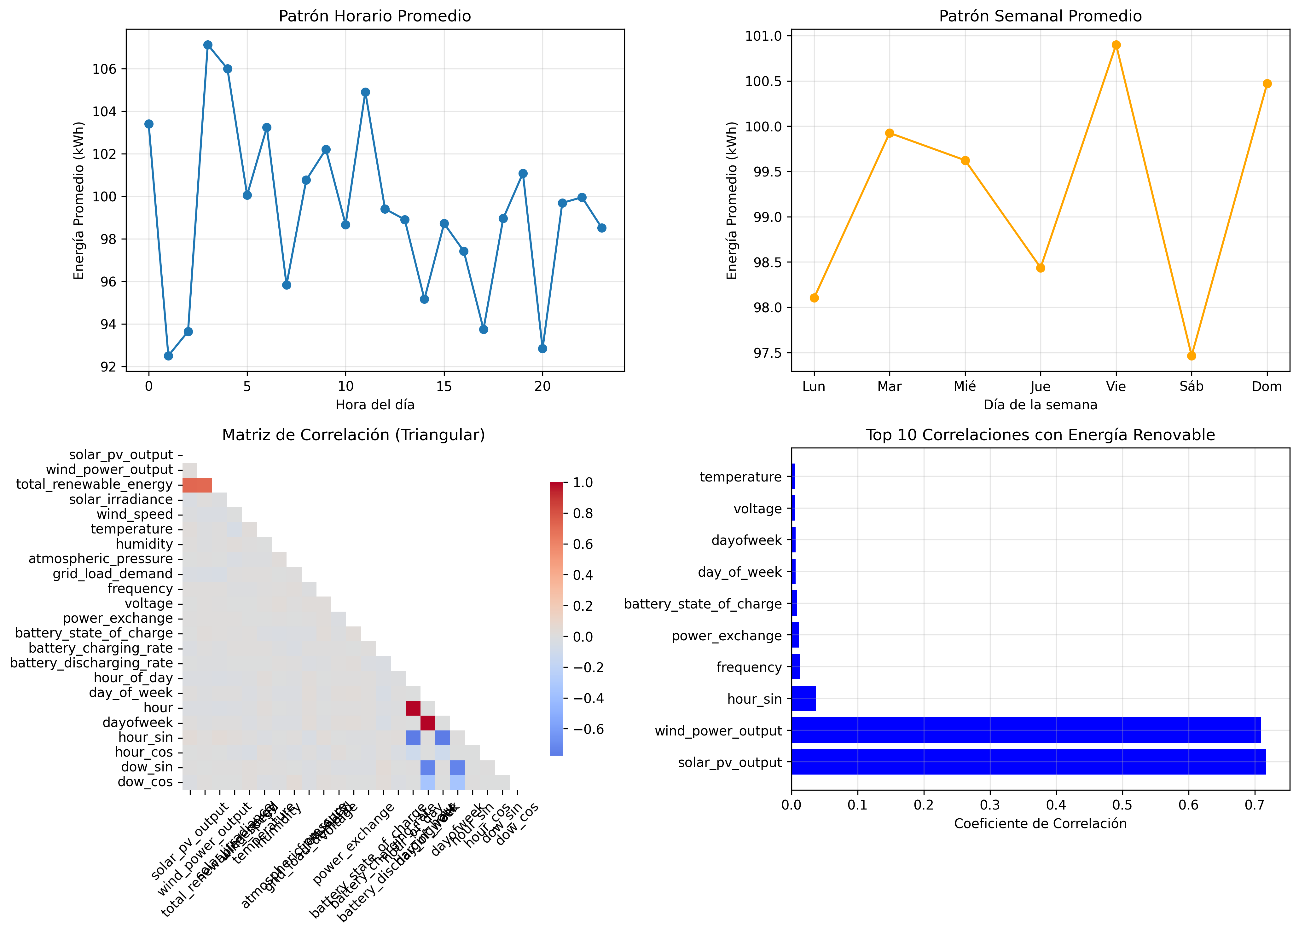 Patrón Horario Promedio
Energía Promedio (kWh)
106
104
102
100
98
96
94
92
0
5
10
15
20
Hora del día
Patrón Semanal Promedio
Energía Promedio (kWh)
101.0
100.5
100.0
99.5
99.0
98.5
98.0
97.5
Lun
Mar
Mié
Jue
Vie
Sáb
Dom
Día de la semana
Matriz de Correlación (Triangular)
solar_pv_output
wind_power_output
total_renewable_energy
solar_irradiance
wind_speed
temperature
humidity
atmospheric_pressure
grid_load_demand
frequency
voltage
power_exchange
battery_state_of_charge
battery_charging_rate
battery_discharging_rate
hour_of_day
day_of_week
hour
dayofweek
hour_sin
hour_cos
dow_sin
dow_cos
solar_pv_output
wind_power_output
temperature
humidity
power_exchange
battery_state_of_charge
dayofweek
hour_sin
hour_cos
dow_sin
dow_cos
1.0
0.8
0.6
0.4
0.2
0.0
−0.2
−0.4
−0.6
Top 10 Correlaciones con Energía Renovable
temperature
voltage
dayofweek
day_of_week
battery_state_of_charge
power_exchange
frequency
hour_sin
wind_power_output
solar_pv_output
0.0
0.1
0.2
0.3
0.4
0.5
0.6
0.7
Coeficiente de Correlación